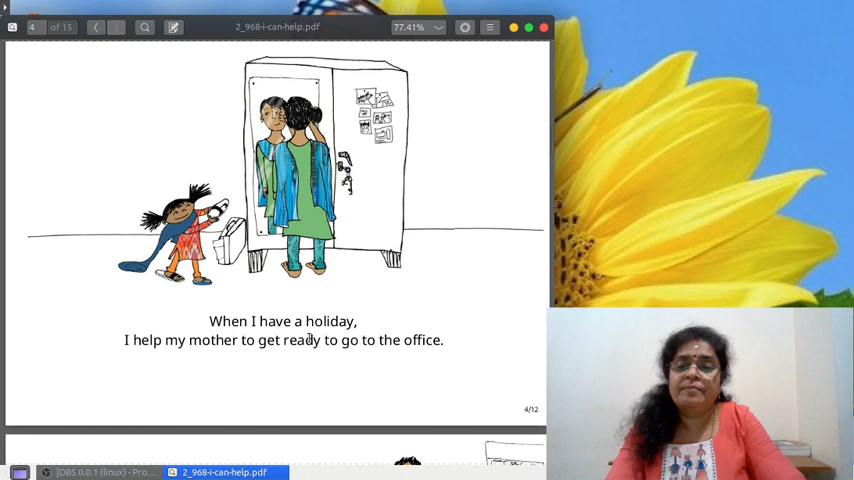 4 of 15
2_968-i-can-help.pdf
77.41%
When I have a holiday,
I help my mother to get ready to go to the office.
4/12
[OBS 0.0.1 (linux) - Pro...
2_968-i-can-help.pdf